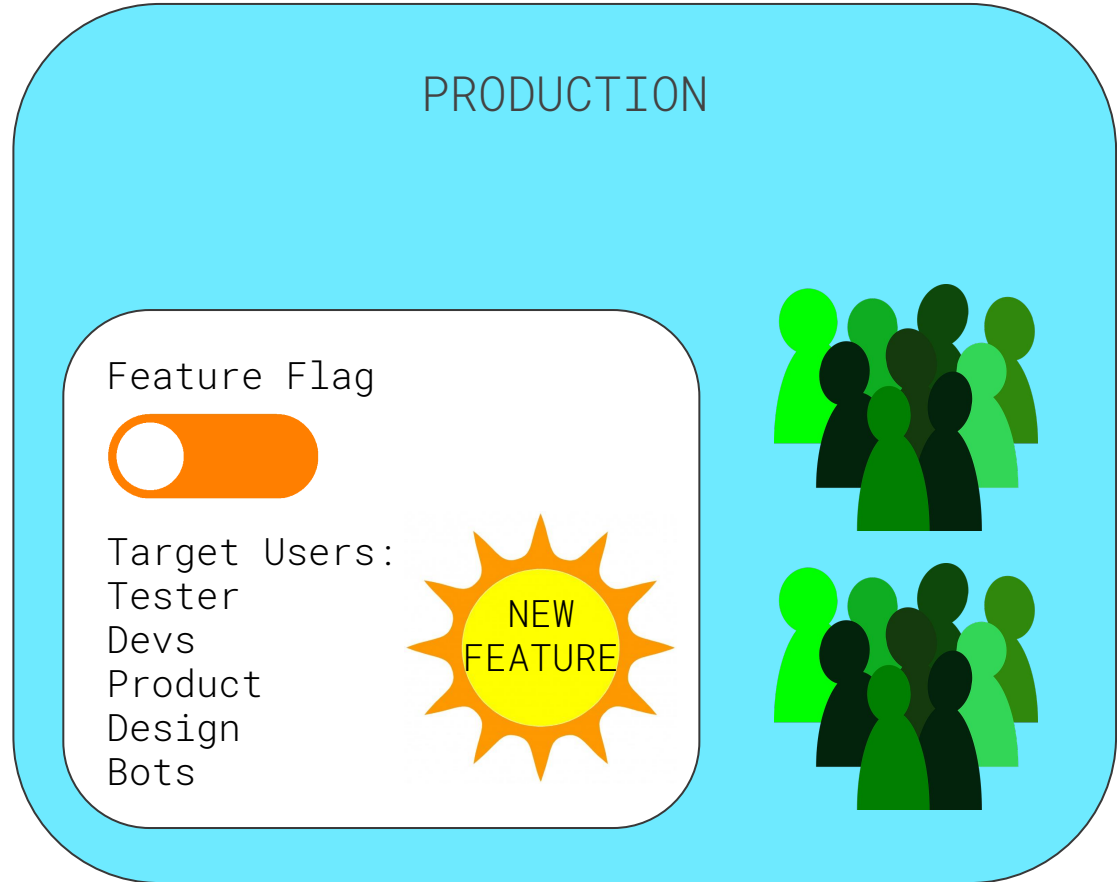 PRODUCTION
Feature Flag
Target Users:
Tester
Devs
Product
Design
Bots
NEW
FEATURE